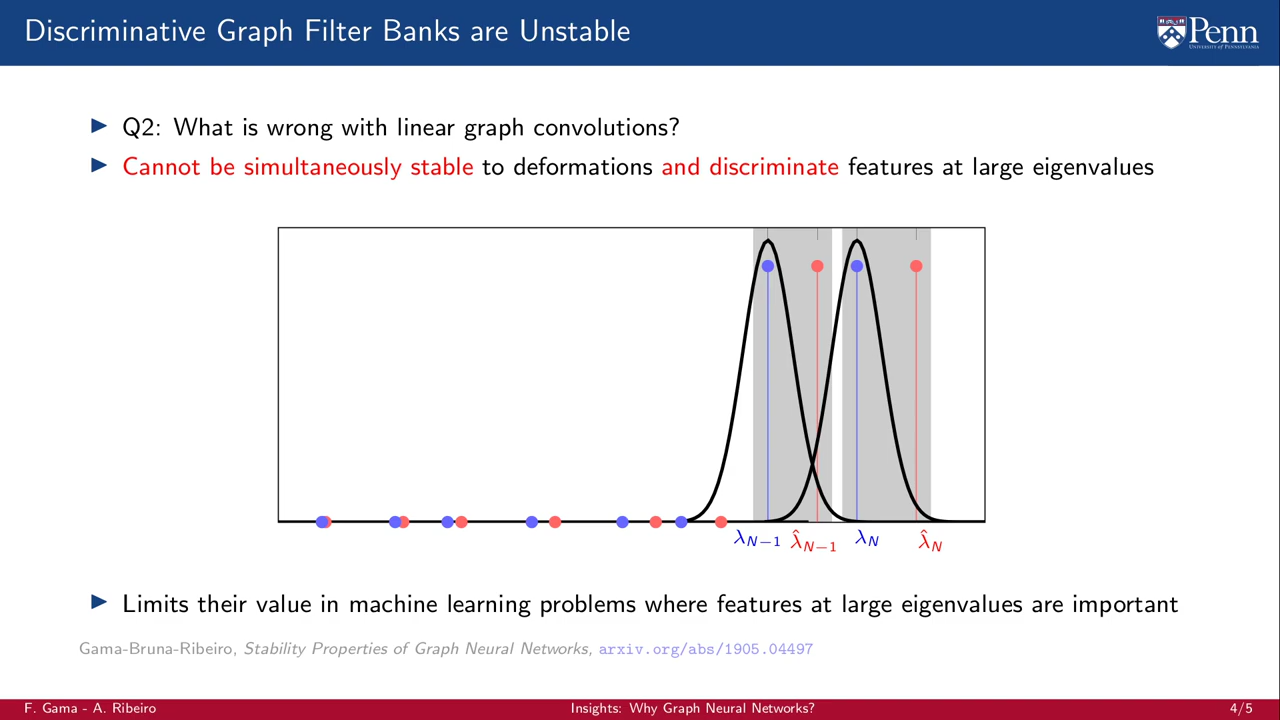 Discriminative Graph Filter Banks are Unstable
Penn
UNIVERSITY of PENNSYLVANIA
Q2: What is wrong with linear graph convolutions?
Cannot be simultaneously stable to deformations and discriminate features at large eigenvalues
λ_{N−1} λ̂_{N−1} λ_N λ̂_N
Limits their value in machine learning problems where features at large eigenvalues are important
Gama-Bruna-Ribeiro, Stability Properties of Graph Neural Networks, arxiv.org/abs/1905.04497
F. Gama - A. Ribeiro Insights: Why Graph Neural Networks? 4/5